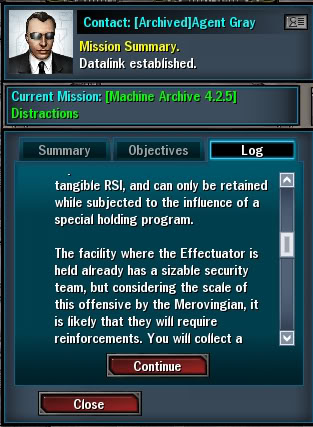 Contact: [Archived]Agent Gray
Mission Summary.
Datalink established.
Current Mission: [Machine Archive 4.2.5]
Distractions
Summary
Objectives
Log
tangible RSI, and can only be retained
while subjected to the influence of a
special holding program.
The facility where the Effectuator is
held already has a sizable security
team, but considering the scale of
this offensive by the Merovingian, it
is likely that they will require
reinforcements. You will collect a
Continue
Close